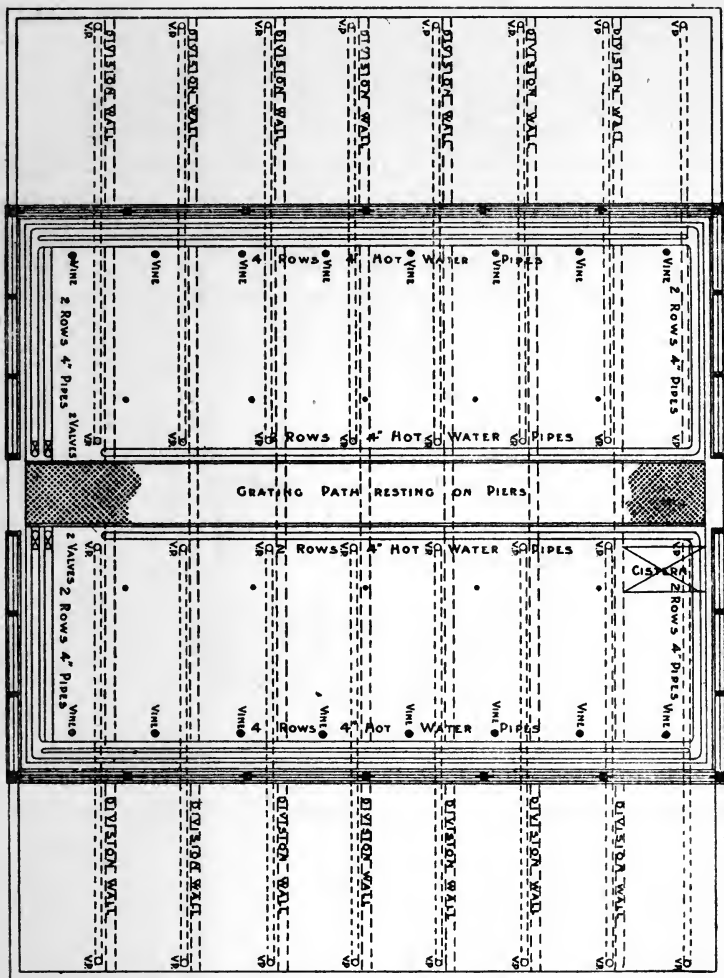 V.P. V.P. V.P. V.P. V.P. V.P. V.P. V.P.
DIVISION WALL
DIVISION WALL
DIVISION WALL
DIVISION WALL
DIVISION WALL
DIVISION WALL
DIVISION WALL
4 ROWS 4" HOT WATER PIPES
VINE VINE VINE VINE VINE VINE VINE VINE
2 ROWS 4" PIPES
2 VALVES
2 ROWS 4" PIPES
V.P. V.P. V.P. V.P. V.P. V.P. V.P. V.P.
ROWS 4" HOT WATER PIPES
GRATING PATH RESTING ON PIERS
V.P. V.P. V.P. V.P. V.P. V.P. V.P. V.P.
2 ROWS 4" HOT WATER PIPES
CISTERN
2 VALVES
2 ROWS 4" PIPES
2 ROWS 4" PIPES
VINE VINE VINE VINE VINE VINE VINE VINE
4 ROWS 4" HOT WATER PIPES
DIVISION WALL
DIVISION WALL
DIVISION WALL
DIVISION WALL
DIVISION WALL
DIVISION WALL
DIVISION WALL
V.P. V.P. V.P. V.P. V.P. V.P. V.P. V.P.